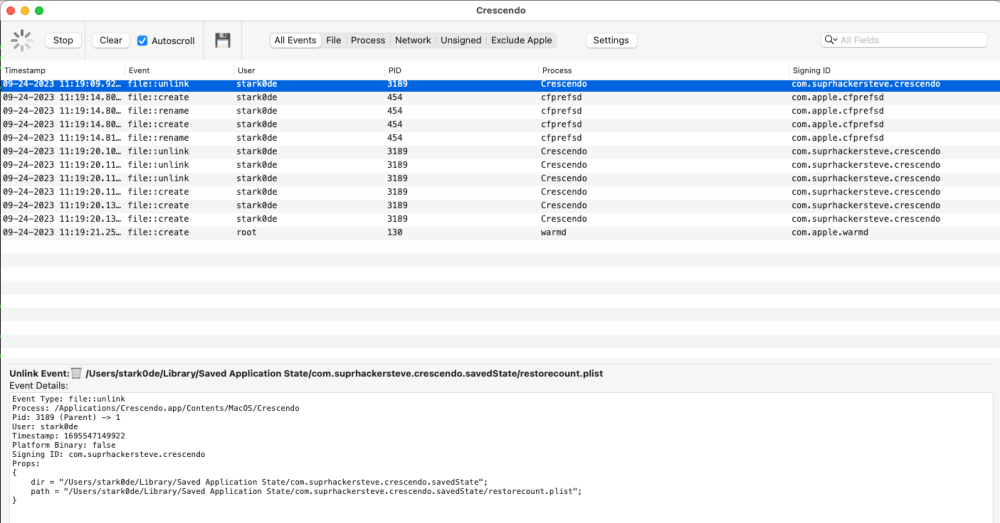 Crescendo
Stop Clear Autoscroll All Events File Process Network Unsigned Exclude Apple Settings All Fields
Timestamp Event User PID Process Signing ID
09-24-2023 11:19:09.92… file::unlink stark0de 3189 Crescendo com.suprhackersteve.crescendo
09-24-2023 11:19:14.80… file::create stark0de 454 cfprefsd com.apple.cfprefsd
09-24-2023 11:19:14.80… file::rename stark0de 454 cfprefsd com.apple.cfprefsd
09-24-2023 11:19:14.80… file::create stark0de 454 cfprefsd com.apple.cfprefsd
09-24-2023 11:19:14.81… file::rename stark0de 454 cfprefsd com.apple.cfprefsd
09-24-2023 11:19:20.10… file::unlink stark0de 3189 Crescendo com.suprhackersteve.crescendo
09-24-2023 11:19:20.11… file::unlink stark0de 3189 Crescendo com.suprhackersteve.crescendo
09-24-2023 11:19:20.11… file::unlink stark0de 3189 Crescendo com.suprhackersteve.crescendo
09-24-2023 11:19:20.11… file::create stark0de 3189 Crescendo com.suprhackersteve.crescendo
09-24-2023 11:19:20.13… file::create stark0de 3189 Crescendo com.suprhackersteve.crescendo
09-24-2023 11:19:20.13… file::create stark0de 3189 Crescendo com.suprhackersteve.crescendo
09-24-2023 11:19:21.25… file::create root 130 warmd com.apple.warmd
Unlink Event: /Users/stark0de/Library/Saved Application State/com.suprhackersteve.crescendo.savedState/restorecount.plist
Event Details:
Event Type: file::unlink
Process: /Applications/Crescendo.app/Contents/MacOS/Crescendo
Pid: 3189 (Parent) -> 1
User: stark0de
Timestamp: 1695547149922
Platform Binary: false
Signing ID: com.suprhackersteve.crescendo
Props:
{
dir = "/Users/stark0de/Library/Saved Application State/com.suprhackersteve.crescendo.savedState";
path = "/Users/stark0de/Library/Saved Application State/com.suprhackersteve.crescendo.savedState/restorecount.plist";
}